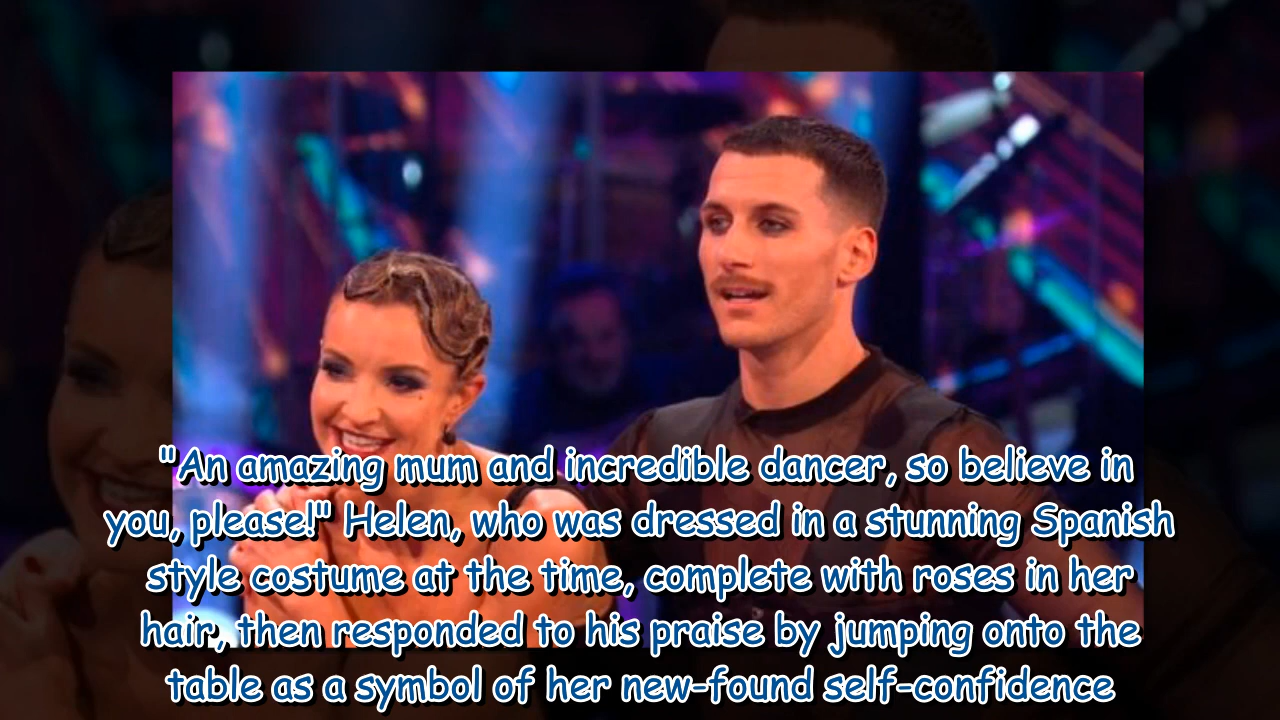 "An amazing mum and incredible dancer, so believe in
you, please!" Helen, who was dressed in a stunning Spanish
style costume at the time, complete with roses in her
hair, then responded to his praise by jumping onto the
table as a symbol of her new-found self-confidence